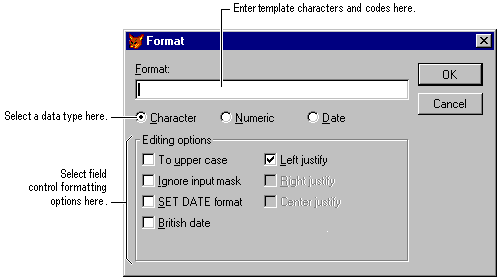 Enter template characters and codes here.
Format
Format:
OK
Cancel
Select a data type here.
Character Numeric Date
Editing options
To upper case Left justify
Select field
control formatting
options here.
Ignore input mask Right justify
SET DATE format Center justify
British date